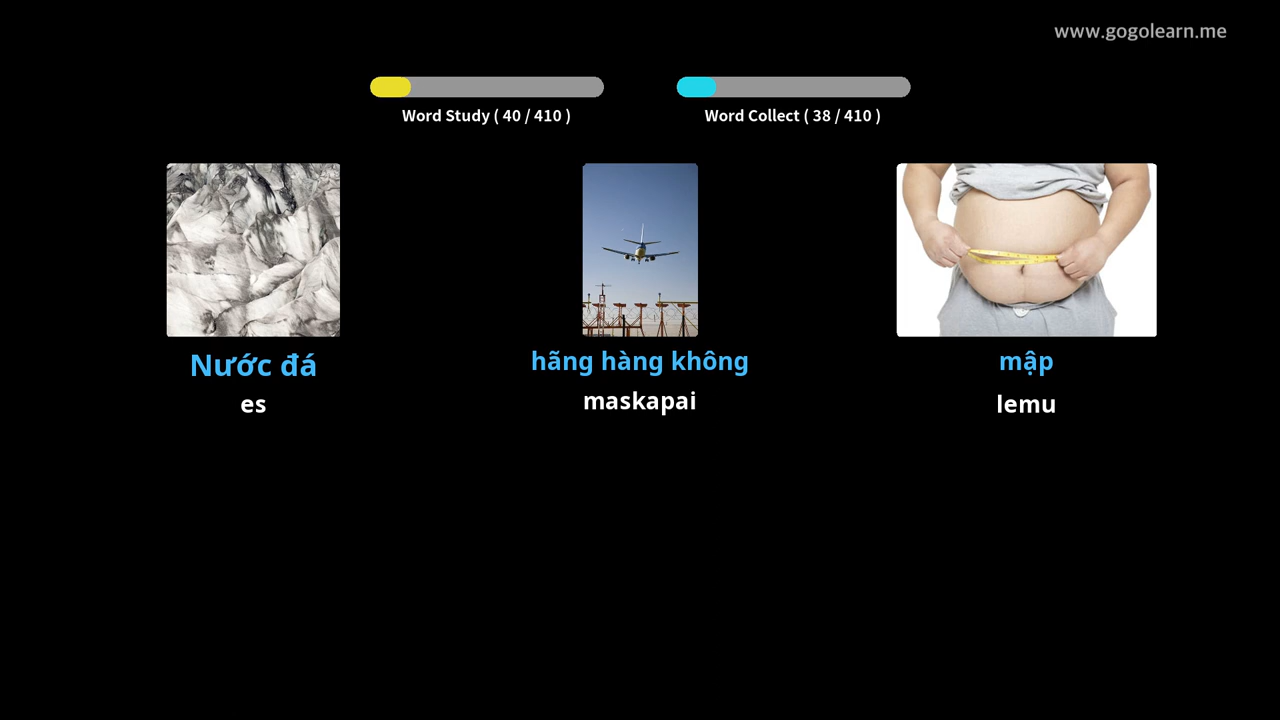 www.gogolearn.me
Word Study ( 40 / 410 )
Word Collect ( 38 / 410 )
Nước đá
es
hãng hàng không
maskapai
mập
lemu